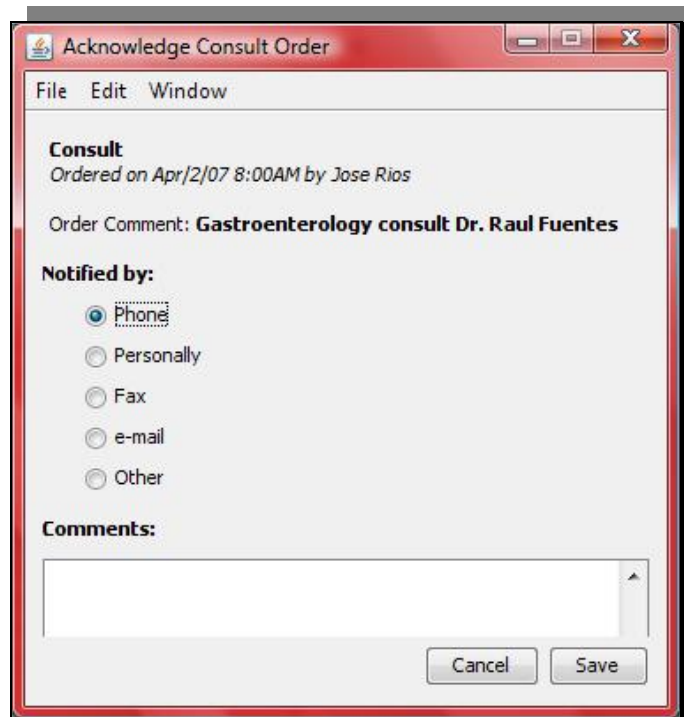 Acknowledge Consult Order
File Edit Window
Consult
Ordered on Apr/2/07 8:00AM by Jose Rios
Order Comment: Gastroenterology consult Dr. Raul Fuentes
Notified by:
Phone
Personally
Fax
e-mail
Other
Comments:
Cancel Save